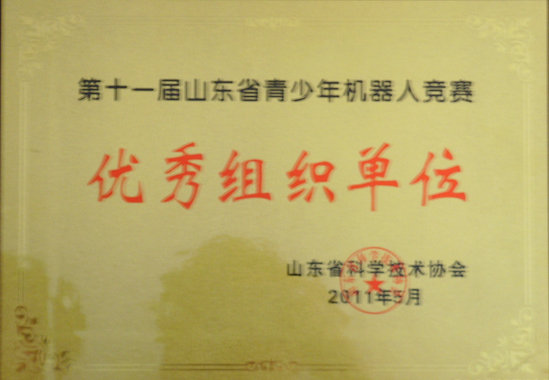 第十一届山东省青少年机器人竞赛
优秀组织单位
山东省科学技术协会
2011年5月